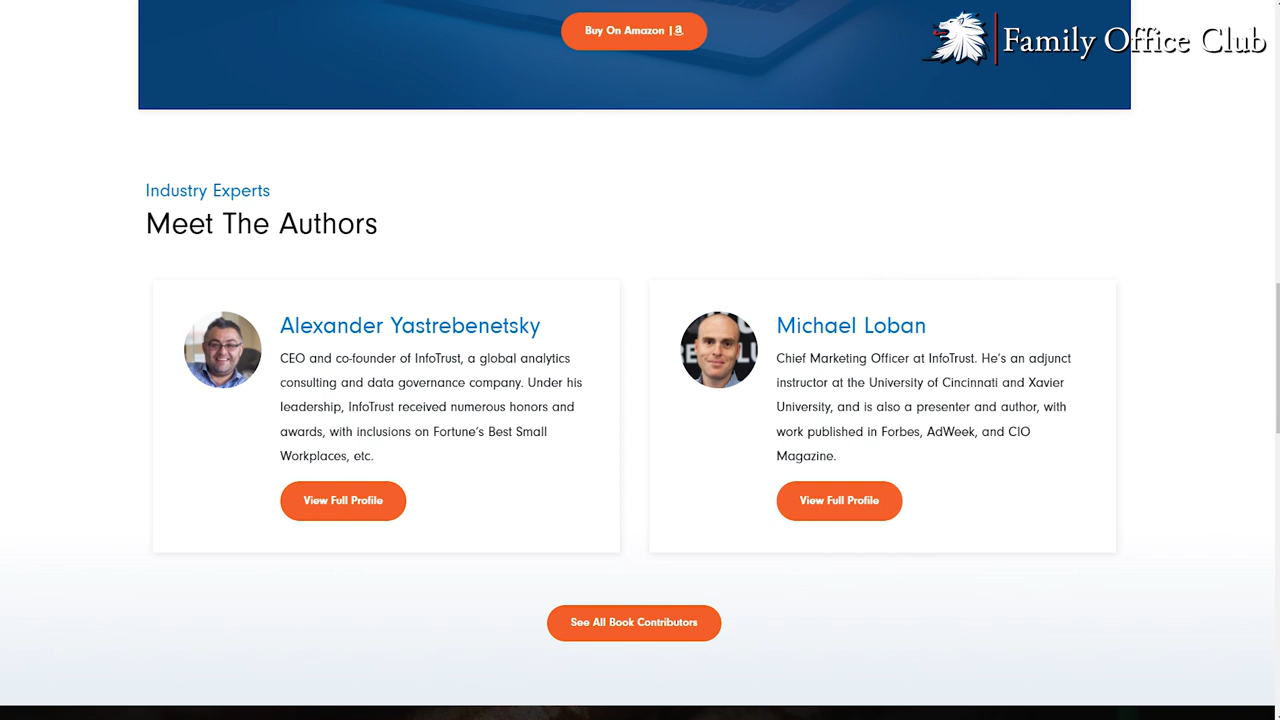 Buy On Amazon |
Family Office Club
Industry Experts
Meet The Authors
Alexander Yastrebenetsky
CEO and co-founder of InfoTrust, a global analytics
consulting and data governance company. Under his
leadership, InfoTrust received numerous honors and
awards, with inclusions on Fortune's Best Small
Workplaces, etc.
View Full Profile
Michael Loban
Chief Marketing Officer at InfoTrust. He's an adjunct
instructor at the University of Cincinnati and Xavier
University, and is also a presenter and author, with
work published in Forbes, AdWeek, and CIO
Magazine.
View Full Profile
See All Book Contributors